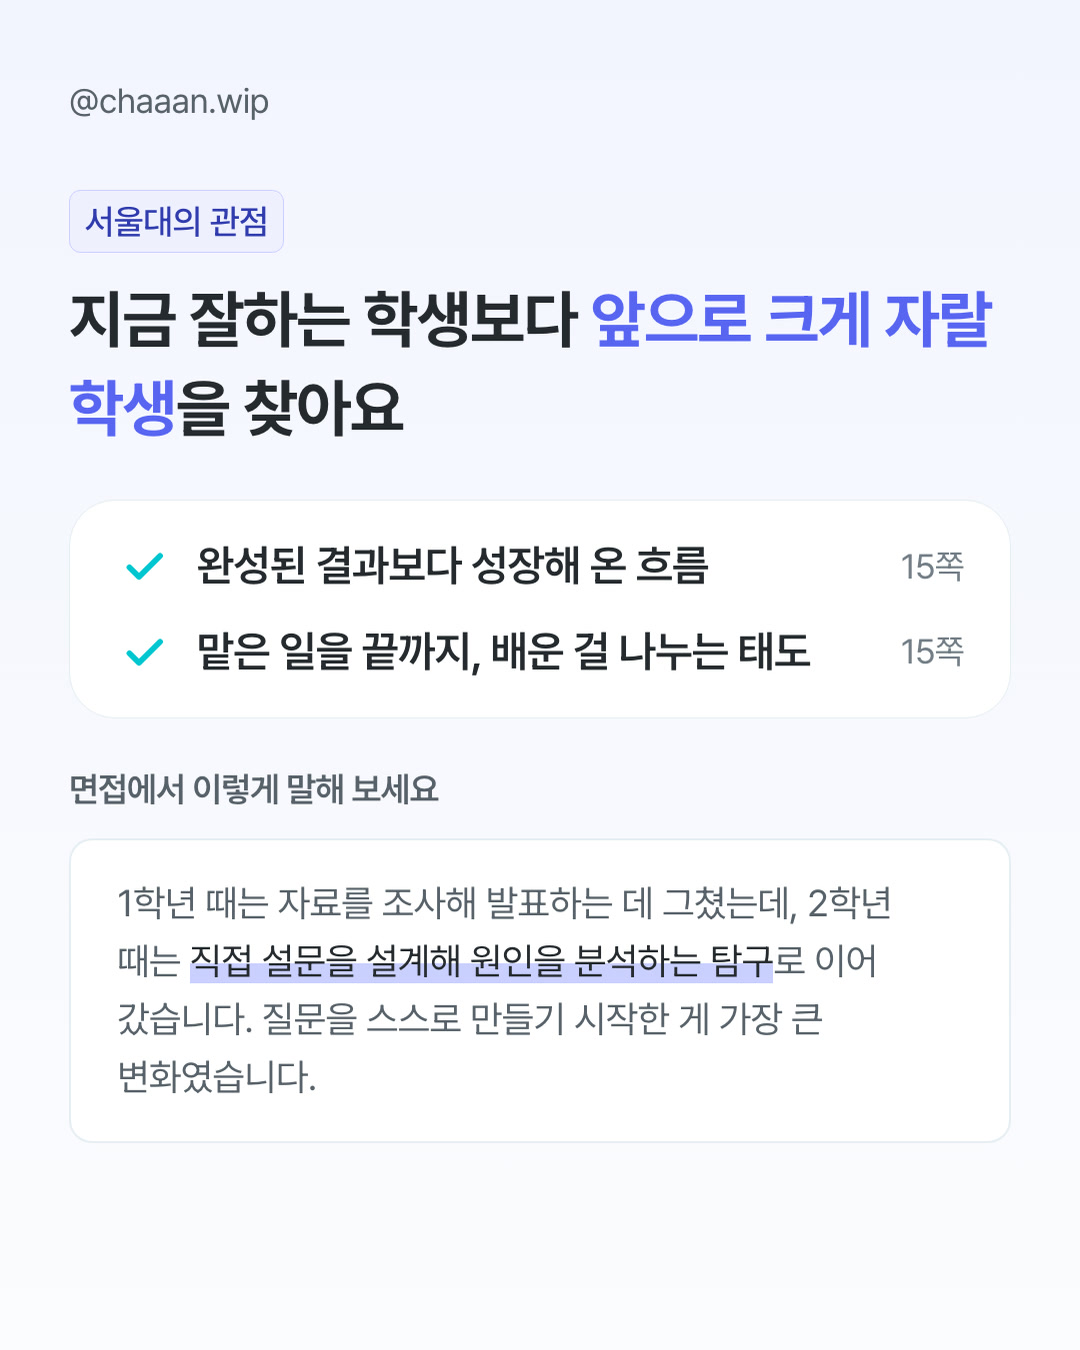 @chaaan.wip
서울대의 관점
지금 잘하는 학생보다 앞으로 크게 자랄
학생을 찾아요
완성된 결과보다 성장해 온 흐름 15쪽
맡은 일을 끝까지, 배운 걸 나누는 태도 15쪽
면접에서 이렇게 말해 보세요
1학년 때는 자료를 조사해 발표하는 데 그쳤는데, 2학년
때는 직접 설문을 설계해 원인을 분석하는 탐구로 이어
갔습니다. 질문을 스스로 만들기 시작한 게 가장 큰
변화였습니다.